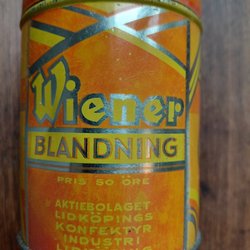 Wiener
BLANDNING
PRIS 50 ÖRE
AKTIEBOLAGET
LIDKÖPINGS
KONFEKTYR
INDUSTRI